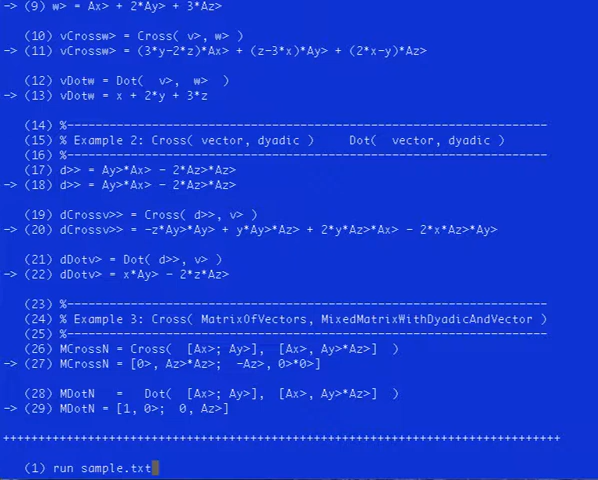 -> (9) w> = Ax> + 2*Ay> + 3*Az>
(10) vCrossw> = Cross( v>, w> )
-> (11) vCrossw> = (3*y-2*z)*Ax> + (z-3*x)*Ay> + (2*x-y)*Az>
(12) vDotw = Dot( v>, w> )
-> (13) vDotw = x + 2*y + 3*z
(14) %--------------------------------------------------------------------
(15) % Example 2: Cross( vector, dyadic ) Dot( vector, dyadic )
(16) %--------------------------------------------------------------------
(17) d>> = Ay>*Ax> - 2*Az>*Az>
-> (18) d>> = Ay>*Ax> - 2*Az>*Az>
(19) dCrossv>> = Cross( d>>, v> )
-> (20) dCrossv>> = -z*Ay>*Ay> + y*Ay>*Az> + 2*y*Az>*Ax> - 2*x*Az>*Ay>
(21) dDotv> = Dot( d>>, v> )
-> (22) dDotv> = x*Ay> - 2*z*Az>
(23) %--------------------------------------------------------------------
(24) % Example 3: Cross( MatrixOfVectors, MixedMatrixWithDyadicAndVector )
(25) %--------------------------------------------------------------------
(26) MCrossN = Cross( [Ax>; Ay>], [Ax>, Ay>*Az>] )
-> (27) MCrossN = [0>, Az>*Az>; -Az>, 0>*0>]
(28) MDotN = Dot( [Ax>; Ay>], [Ax>, Ay>*Az>] )
-> (29) MDotN = [1, 0>; 0, Az>]
++++++++++++++++++++++++++++++++++++++++++++++++++++++++++++++++++++++++++++++
(1) run sample.txt